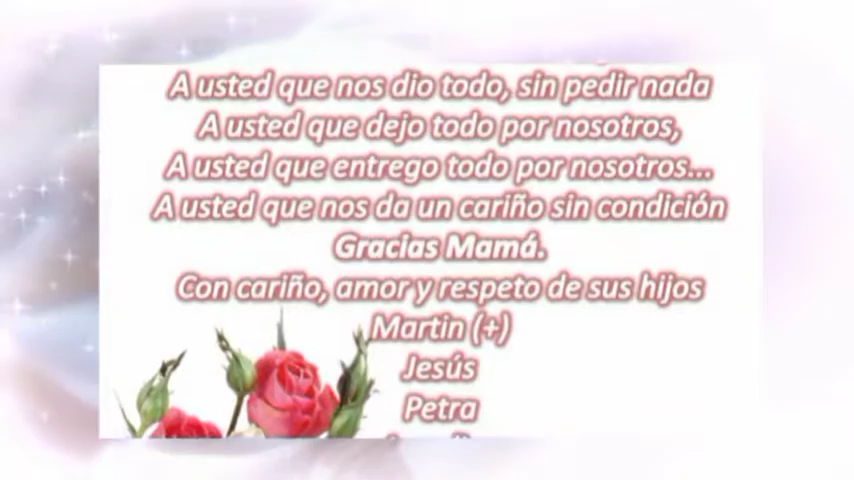 A usted que nos dio todo, sin pedir nada
A usted que dejo todo por nosotros,
A usted que entrego todo por nosotros...
A usted que nos da un cariño sin condición
Gracias Mamá.
Con cariño, amor y respeto de sus hijos
Martin (+)
Jesús
Petra